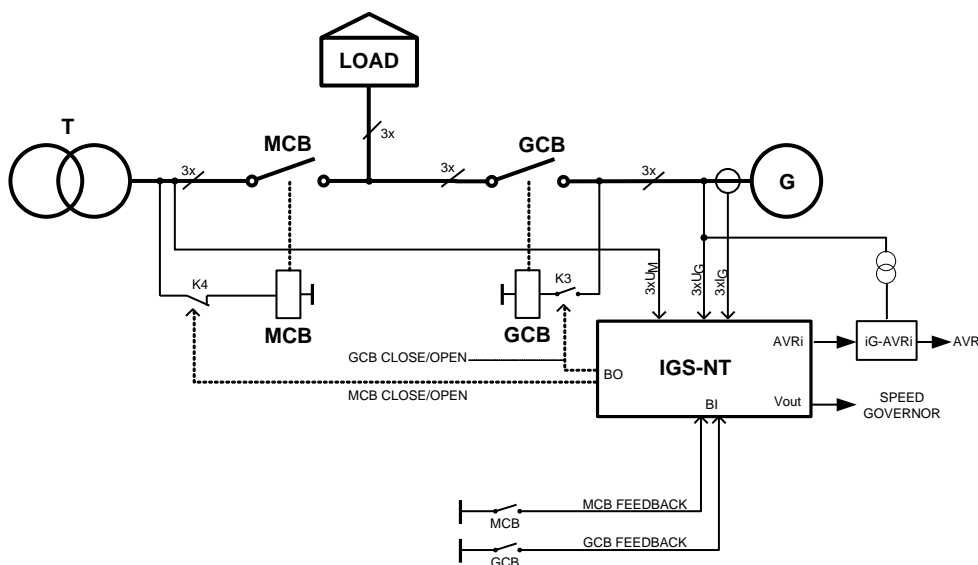 LOAD
T
3x
MCB
GCB
3x
3x
3x
G
K4
K3
3xUM
3xUG
3xIG
MCB
GCB
AVRi
iG-AVRi
AVR
IGS-NT
GCB CLOSE/OPEN
BO
MCB CLOSE/OPEN
BI
Vout
SPEED
GOVERNOR
MCB FEEDBACK
MCB
GCB FEEDBACK
GCB